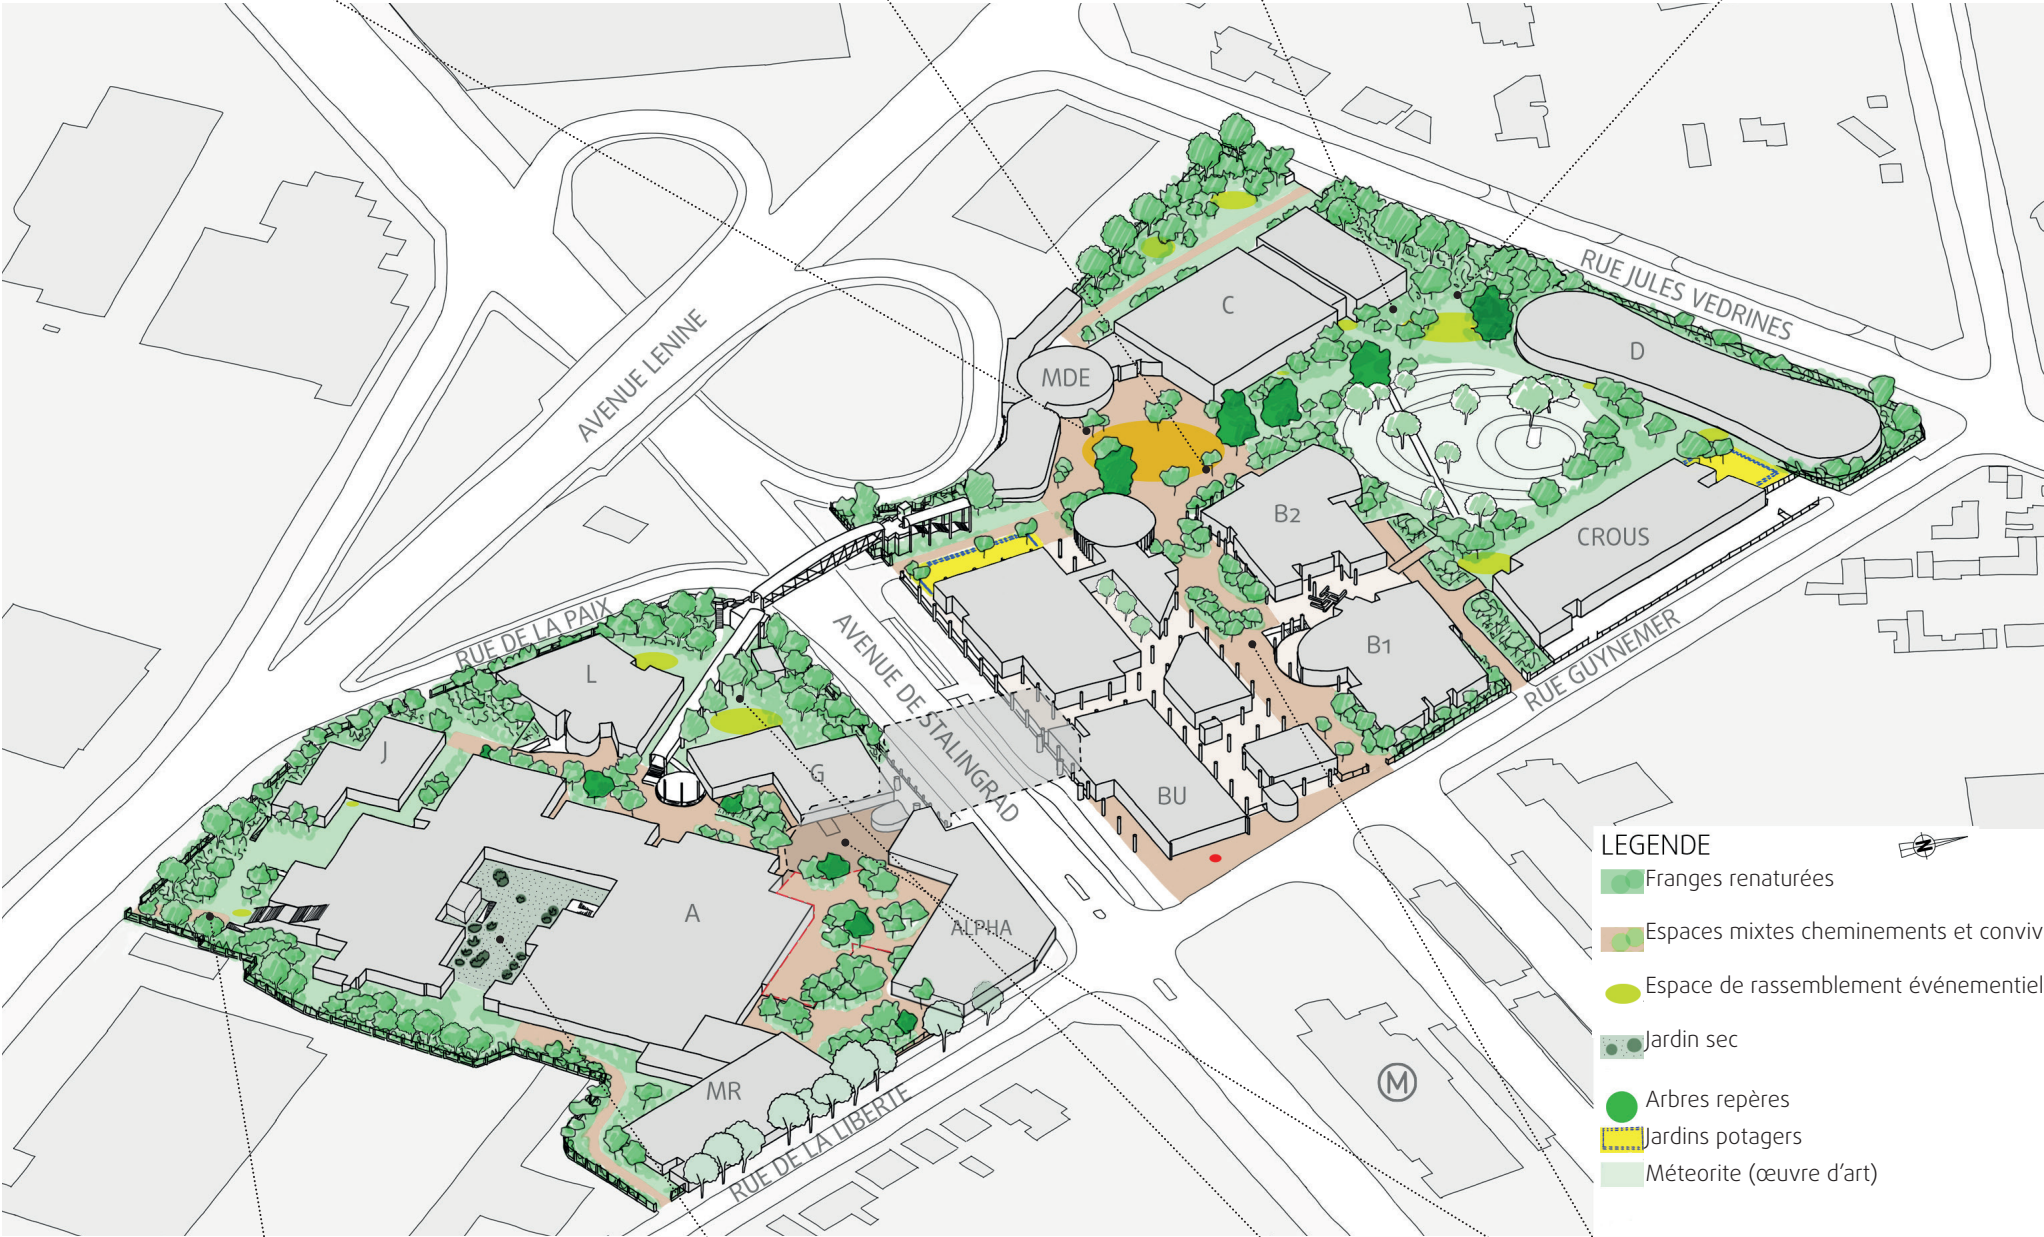 RUE JULES VEDRINES
C
D
AVENUE LENINE
MDE
B2
CROUS
RUE DE LA PAIX
AVENUE DE STALINGRAD
B1
RUE GUYNEMER
L
J
G
BU
A
ALPHA
MR
RUE DE LA LIBERTE
M
LEGENDE
N
Franges renaturées
Espaces mixtes cheminements et conviv
Espace de rassemblement événementiel
Jardin sec
Arbres repères
Jardins potagers
Méteorite (œuvre d'art)